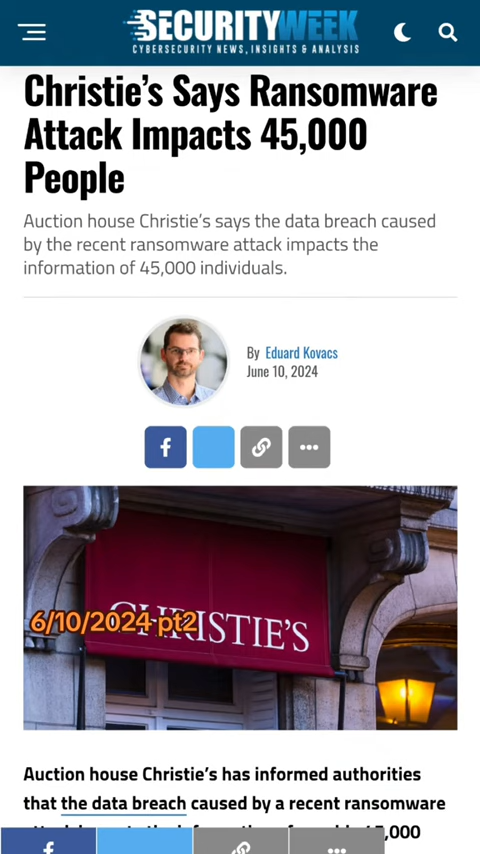 SECURITYWEEK
CYBERSECURITY NEWS, INSIGHTS & ANALYSIS
Christie's Says Ransomware
Attack Impacts 45,000
People
Auction house Christie's says the data breach caused
by the recent ransomware attack impacts the
information of 45,000 individuals.
By Eduard Kovacs
June 10, 2024
CHRISTIE'S
6/10/2024 pt2
Auction house Christie's has informed authorities
that the data breach caused by a recent ransomware